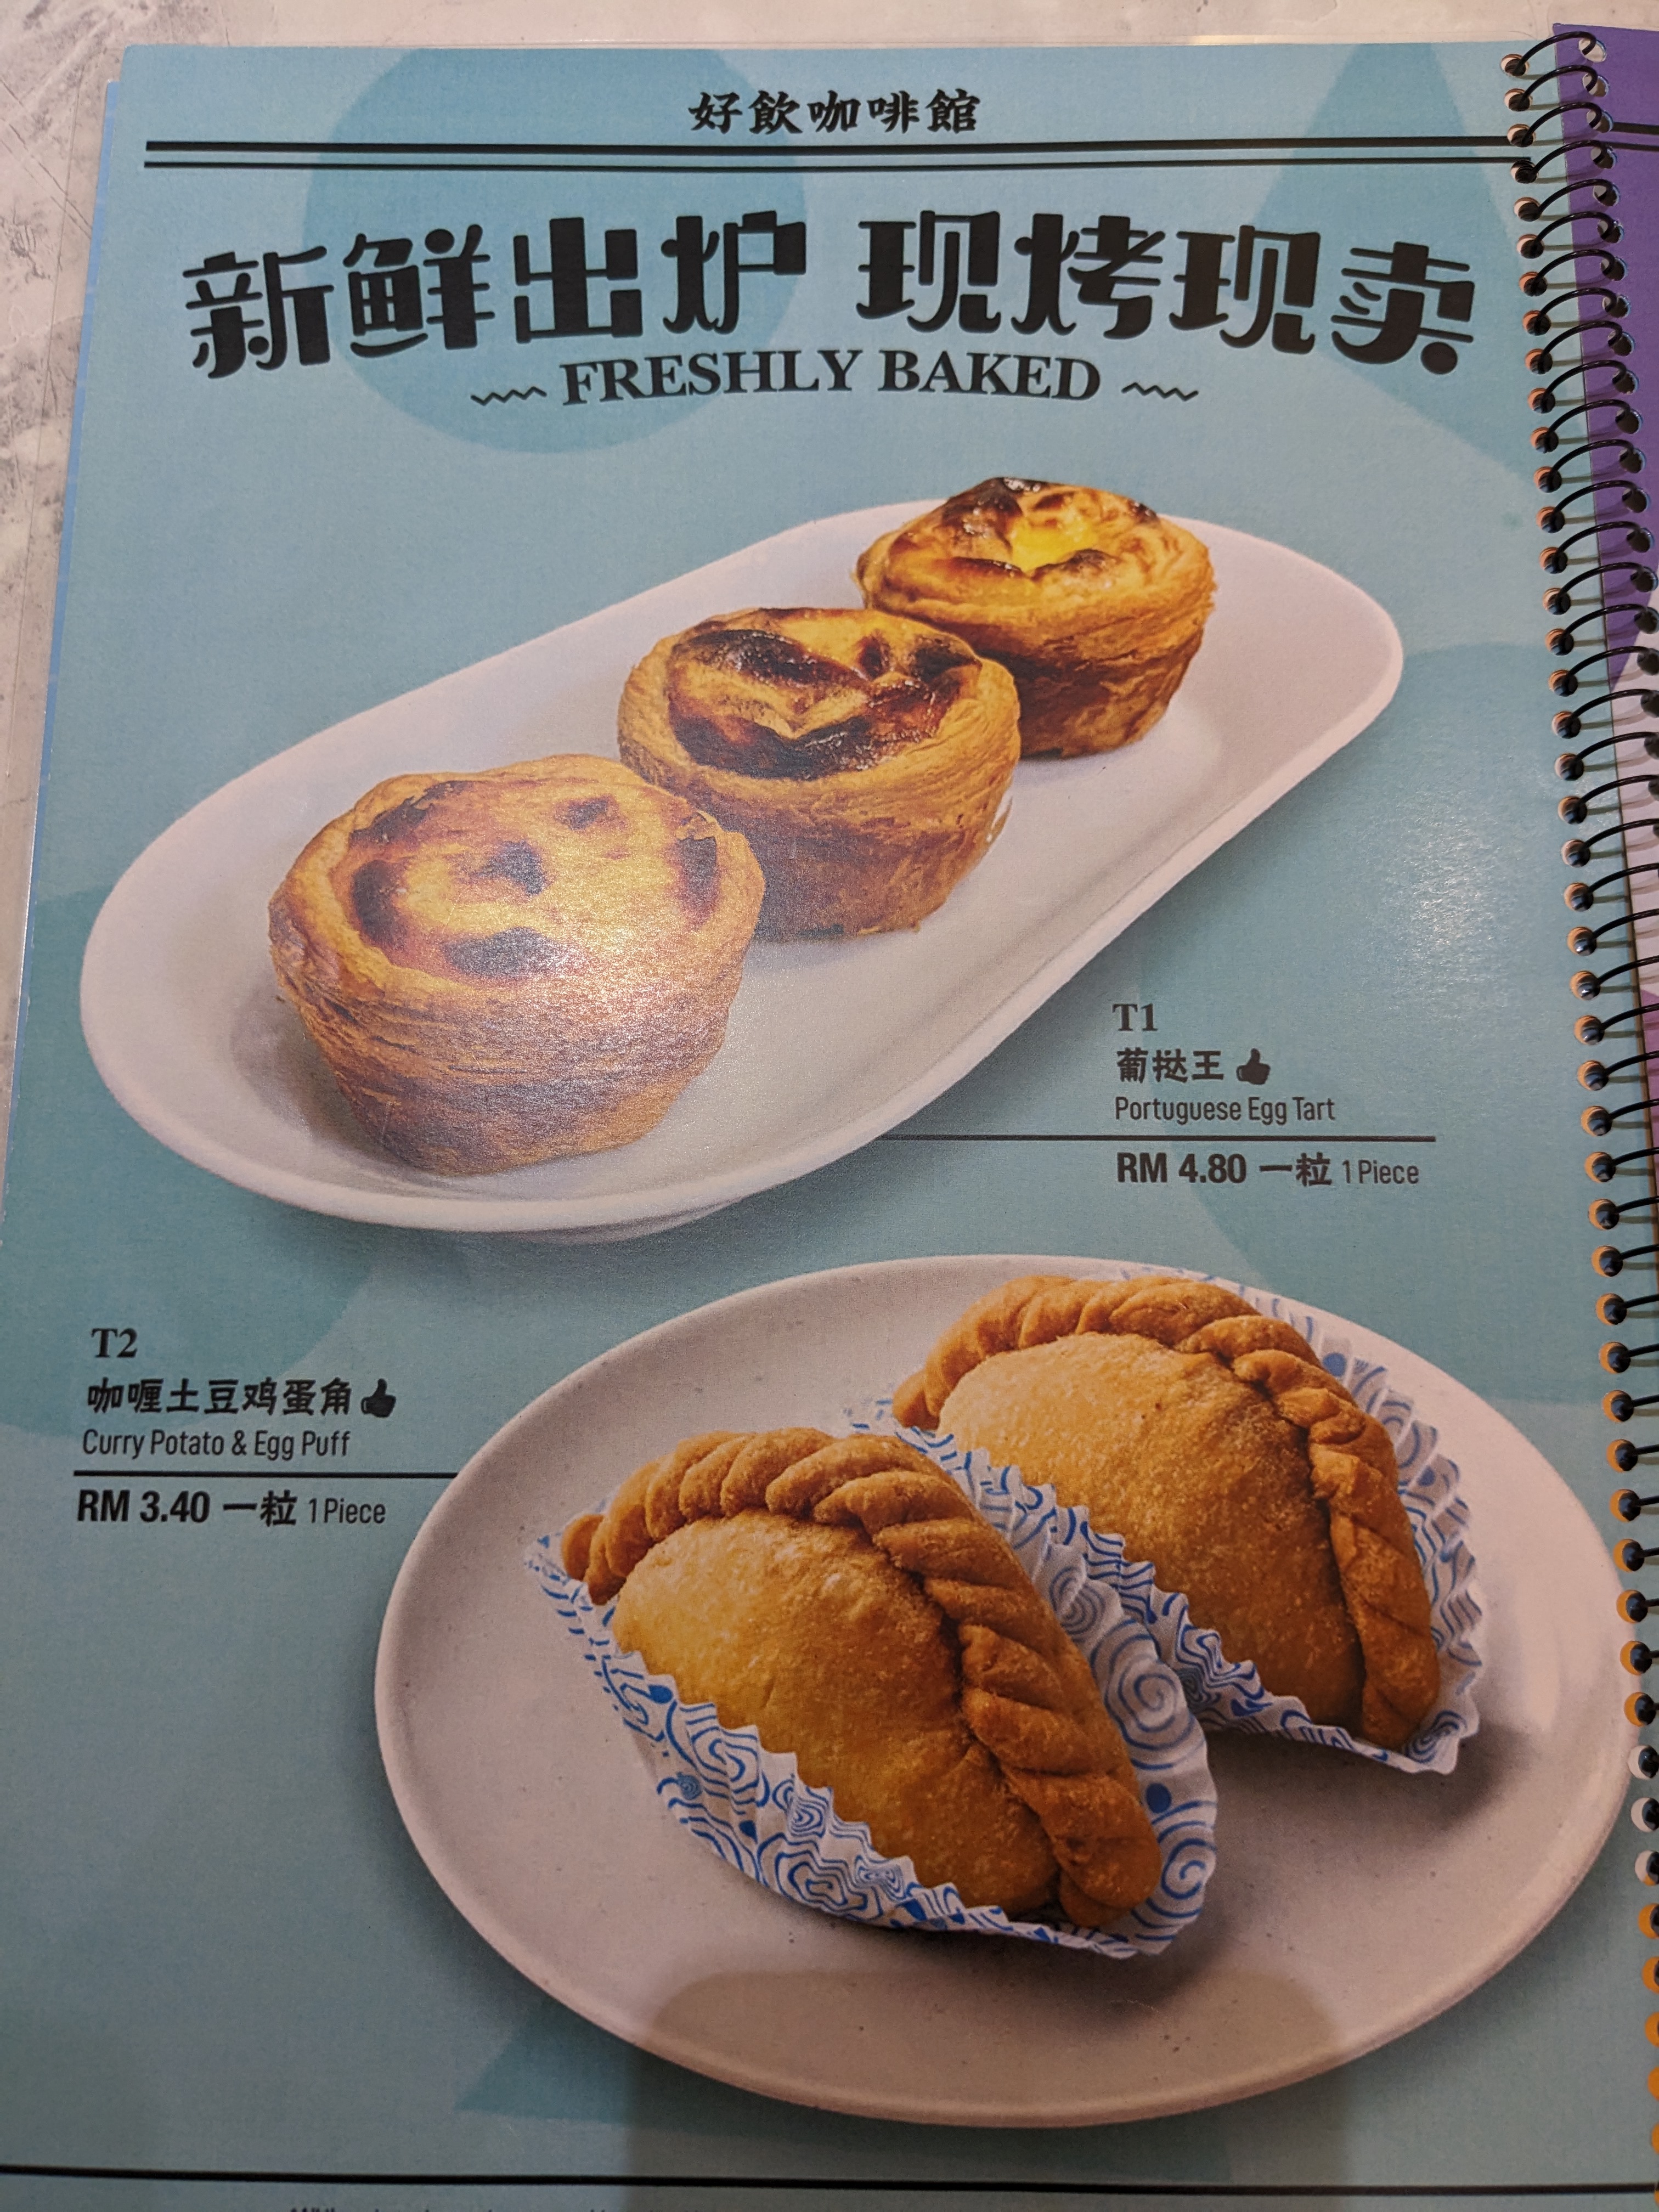 好飲咖啡館
新鲜出炉 现烤现卖
FRESHLY BAKED
T1
葡挞王
Portuguese Egg Tart
RM 4.80 一粒 1 Piece
T2
咖喱土豆鸡蛋角
Curry Potato & Egg Puff
RM 3.40 一粒 1 Piece